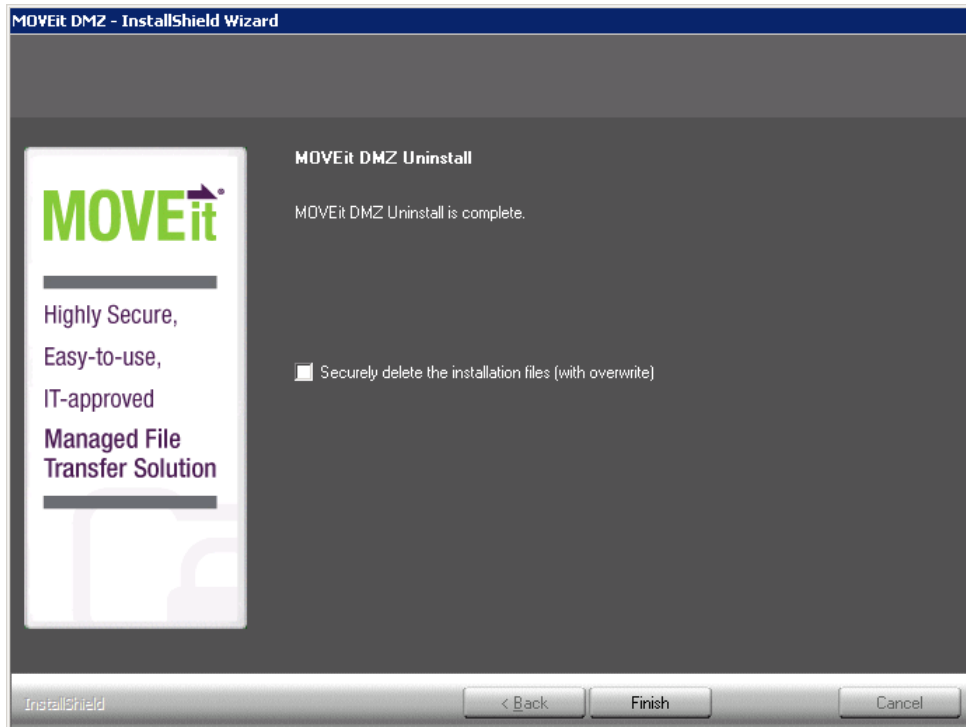 MOVEit DMZ - InstallShield Wizard
MOVEit®
Highly Secure,
Easy-to-use,
IT-approved
Managed File
Transfer Solution
MOVEit DMZ Uninstall
MOVEit DMZ Uninstall is complete.
Securely delete the installation files (with overwrite)
InstallShield
< Back
Finish
Cancel